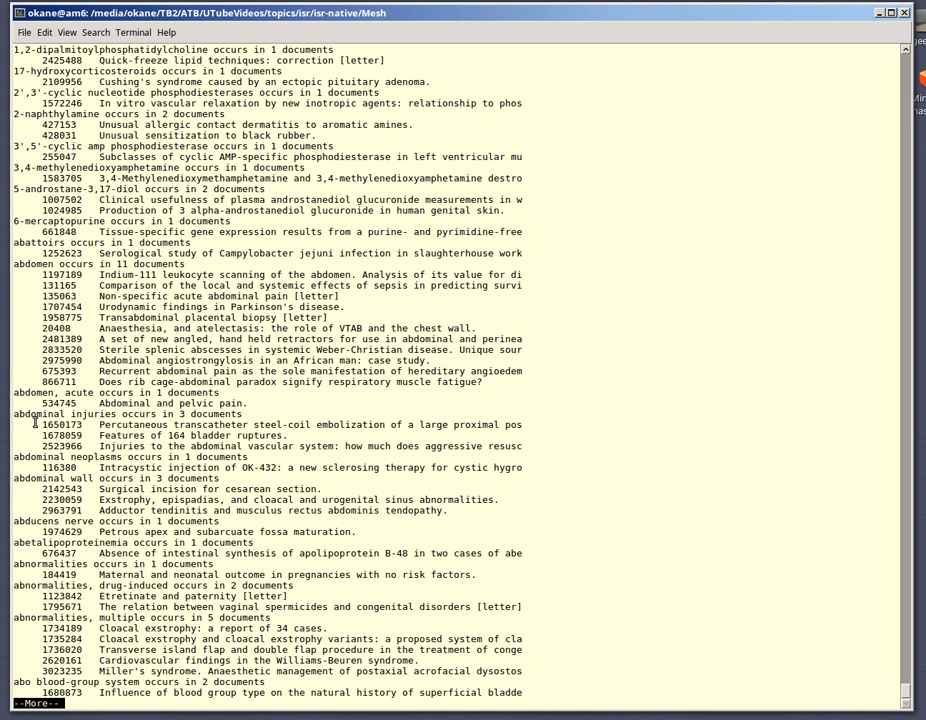 okane@am6: /media/okane/TB2/ATB/UTubeVideos/topics/isr/isr-native/Mesh
File Edit View Search Terminal Help
1,2-dipalmitoylphosphatidylcholine occurs in 1 documents
2425488 Quick-freeze lipid techniques: correction [letter]
17-hydroxycorticosteroids occurs in 1 documents
2109956 Cushing's syndrome caused by an ectopic pituitary adenoma.
2',3'-cyclic nucleotide phosphodiesterases occurs in 1 documents
1572246 In vitro vascular relaxation by new inotropic agents: relationship to phos
2-naphthylamine occurs in 2 documents
427153 Unusual allergic contact dermatitis to aromatic amines.
428031 Unusual sensitization to black rubber.
3',5'-cyclic amp phosphodiesterase occurs in 1 documents
255047 Subclasses of cyclic AMP-specific phosphodiesterase in left ventricular mu
3,4-methylenedioxyamphetamine occurs in 1 documents
1583705 3,4-Methylenedioxymethamphetamine and 3,4-methylenedioxyamphetamine destro
5-androstane-3,17-diol occurs in 2 documents
1007502 Clinical usefulness of plasma androstanediol glucuronide measurements in w
1024985 Production of 3 alpha-androstanediol glucuronide in human genital skin.
6-mercaptopurine occurs in 1 documents
661848 Tissue-specific gene expression results from a purine- and pyrimidine-free
abattoirs occurs in 1 documents
1252623 Serological study of Campylobacter jejuni infection in slaughterhouse work
abdomen occurs in 11 documents
1197189 Indium-111 leukocyte scanning of the abdomen. Analysis of its value for di
131165 Comparison of the local and systemic effects of sepsis in predicting survi
135063 Non-specific acute abdominal pain [letter]
1707454 Urodynamic findings in Parkinson's disease.
1958775 Transabdominal placental biopsy [letter]
20408 Anaesthesia, and atelectasis: the role of VTAB and the chest wall.
2481389 A set of new angled, hand held retractors for use in abdominal and perinea
2833520 Sterile splenic abscesses in systemic Weber-Christian disease. Unique sour
2975990 Abdominal angiostrongylosis in an African man: case study.
675393 Recurrent abdominal pain as the sole manifestation of hereditary angioedem
866711 Does rib cage-abdominal paradox signify respiratory muscle fatigue?
abdomen, acute occurs in 1 documents
534745 Abdominal and pelvic pain.
abdominal injuries occurs in 3 documents
1650173 Percutaneous transcatheter steel-coil embolization of a large proximal pos
1678059 Features of 164 bladder ruptures.
2523966 Injuries to the abdominal vascular system: how much does aggressive resusc
abdominal neoplasms occurs in 1 documents
116380 Intracystic injection of OK-432: a new sclerosing therapy for cystic hygro
abdominal wall occurs in 3 documents
2142543 Surgical incision for cesarean section.
2230059 Exstrophy, epispadias, and cloacal and urogenital sinus abnormalities.
2963791 Adductor tendinitis and musculus rectus abdominis tendopathy.
abducens nerve occurs in 1 documents
1974629 Petrous apex and subarcuate fossa maturation.
abetalipoproteinemia occurs in 1 documents
676437 Absence of intestinal synthesis of apolipoprotein B-48 in two cases of abe
abnormalities occurs in 1 documents
184419 Maternal and neonatal outcome in pregnancies with no risk factors.
abnormalities, drug-induced occurs in 2 documents
1123842 Etretinate and paternity [letter]
1795671 The relation between vaginal spermicides and congenital disorders [letter]
abnormalities, multiple occurs in 5 documents
1734189 Cloacal exstrophy: a report of 34 cases.
1735284 Cloacal exstrophy and cloacal exstrophy variants: a proposed system of cla
1736020 Transverse island flap and double flap procedure in the treatment of conge
2620161 Cardiovascular findings in the Williams-Beuren syndrome.
3023235 Miller's syndrome. Anaesthetic management of postaxial acrofacial dysostos
abo blood-group system occurs in 2 documents
1680873 Influence of blood group type on the natural history of superficial bladde
--More--